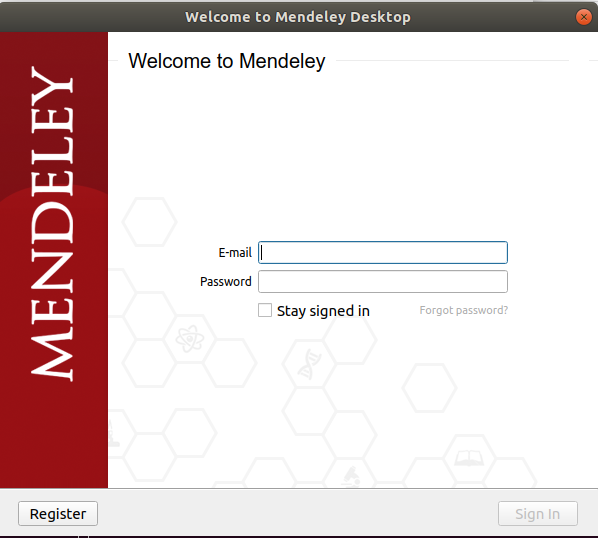 Welcome to Mendeley Desktop
MENDELEY
Welcome to Mendeley
E-mail
Password
Stay signed in
Forgot password?
Register
Sign In